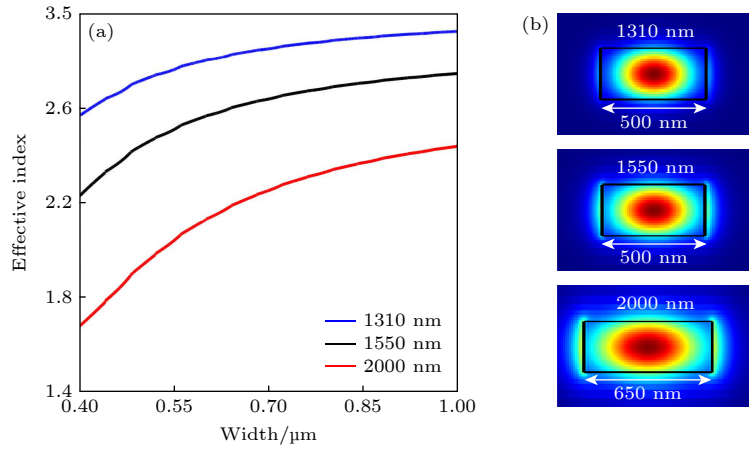 (a)
3.5
2.6
2.2
1.8
1.4
Effective index
0.40
0.55
0.70
0.85
1.00
Width/μm
1310 nm
1550 nm
2000 nm
(b)
1310 nm
500 nm
1550 nm
500 nm
2000 nm
650 nm